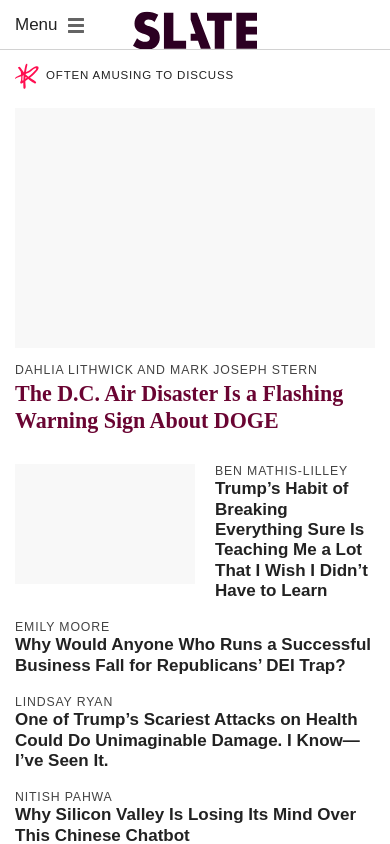 Menu
SLATE
OFTEN AMUSING TO DISCUSS
DAHLIA LITHWICK AND MARK JOSEPH STERN
The D.C. Air Disaster Is a Flashing
Warning Sign About DOGE
BEN MATHIS-LILLEY
Trump’s Habit of
Breaking
Everything Sure Is
Teaching Me a Lot
That I Wish I Didn’t
Have to Learn
EMILY MOORE
Why Would Anyone Who Runs a Successful
Business Fall for Republicans’ DEI Trap?
LINDSAY RYAN
One of Trump’s Scariest Attacks on Health
Could Do Unimaginable Damage. I Know—
I’ve Seen It.
NITISH PAHWA
Why Silicon Valley Is Losing Its Mind Over
This Chinese Chatbot